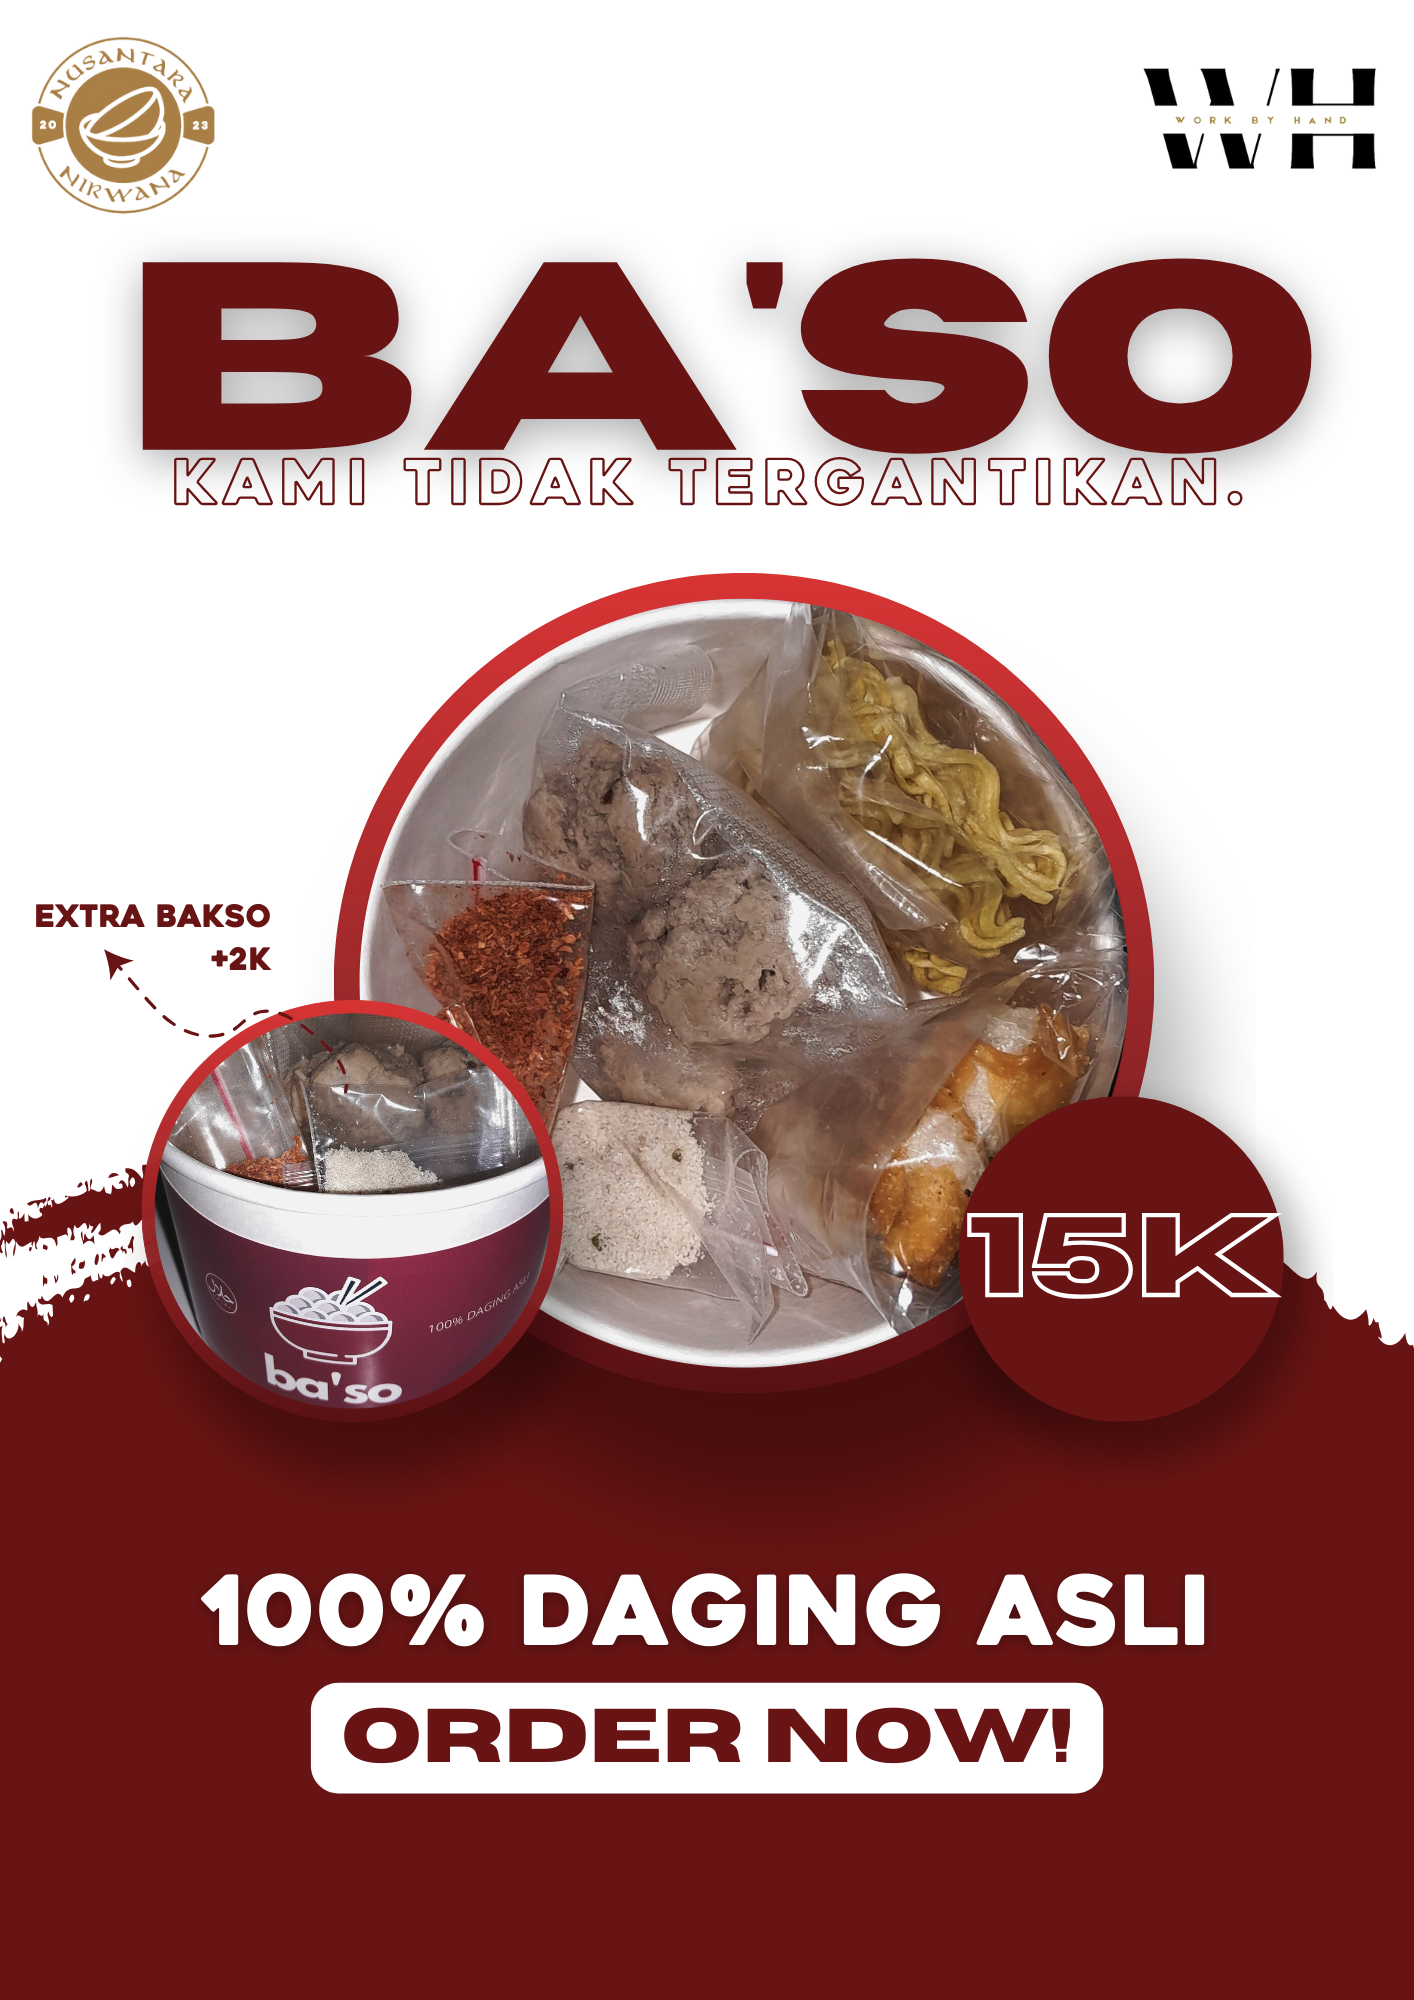 NUSANTARA
20 23
NIRWANA
WH
WORK BY HAND
BA'SO
KAMI TIDAK TERGANTIKAN.
EXTRA BAKSO
+2K
حلال
100% DAGING ASLI
ba'so
15K
100% DAGING ASLI
ORDER NOW!